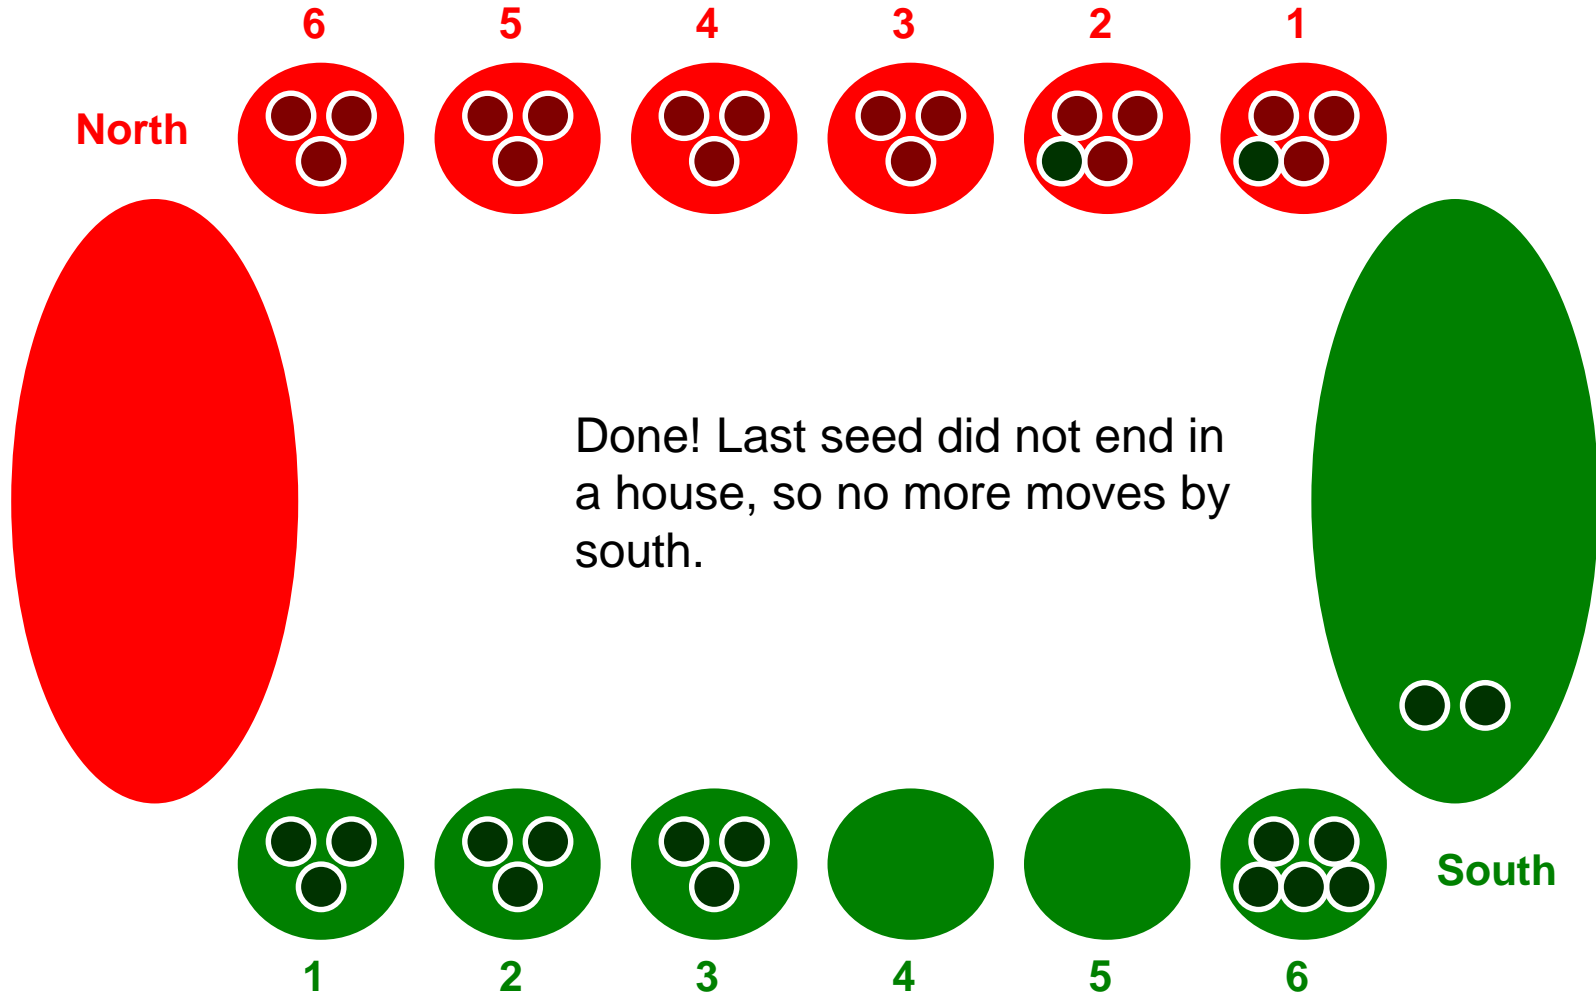 6 5 4 3 2 1
North
Done! Last seed did not end in
a house, so no more moves by
south.
South
1 2 3 4 5 6